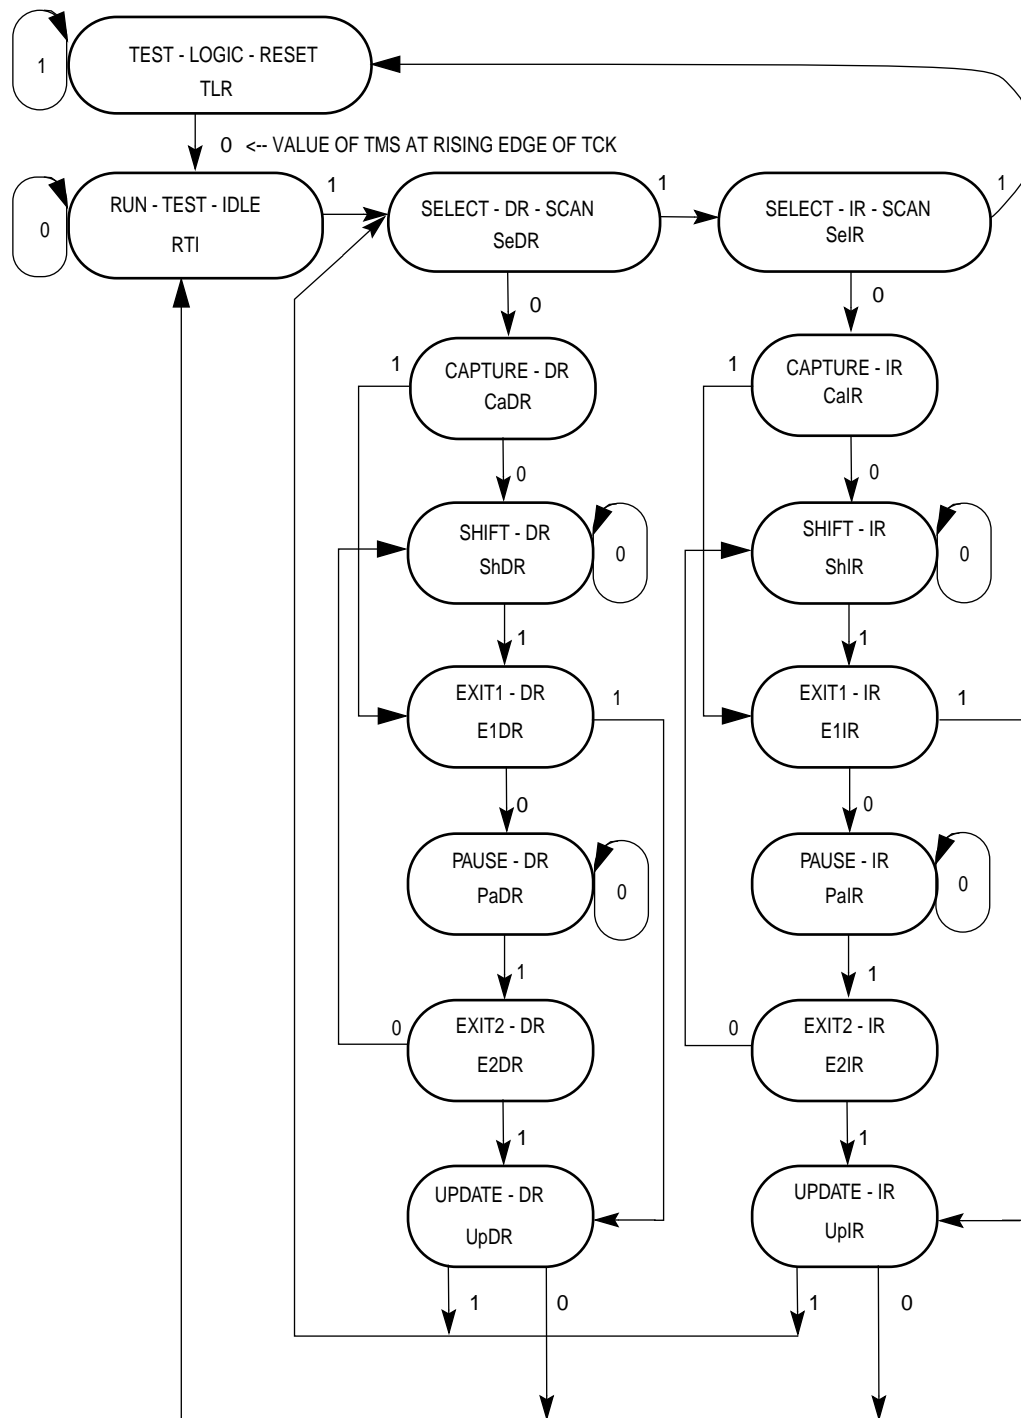 TEST - LOGIC - RESET
TLR
1
0 <-- VALUE OF TMS AT RISING EDGE OF TCK
RUN - TEST - IDLE
RTI
0
1
SELECT - DR - SCAN
SeDR
1
SELECT - IR - SCAN
SeIR
1
0
0
1
CAPTURE - DR
CaDR
1
CAPTURE - IR
CaIR
0
0
SHIFT - DR
ShDR
0
SHIFT - IR
ShIR
0
1
1
EXIT1 - DR
E1DR
1
EXIT1 - IR
E1IR
1
0
0
PAUSE - DR
PaDR
0
PAUSE - IR
PaIR
0
1
1
0
EXIT2 - DR
E2DR
0
EXIT2 - IR
E2IR
1
1
UPDATE - DR
UpDR
UPDATE - IR
UpIR
1
0
1
0